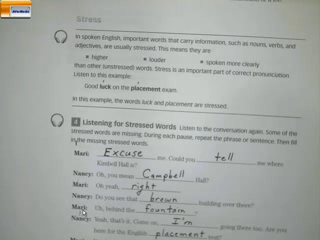 Stress
In spoken English, important words that carry information, such as nouns, verbs, and
adjectives, are usually stressed. This means they are
• higher • louder • spoken more clearly
than other (unstressed) words. Stress is an important part of correct pronunciation.
Listen to this example:
Good luck on the placement exam.
In this example, the words luck and placement are stressed.
4 Listening for Stressed Words Listen to the conversation again. Some of the
stressed words are missing. During each pause, repeat the phrase or sentence. Then fill
in the missing stressed words.
Mari: Excuse me. Could you tell me where
Kimbell Hall is?
Nancy: Oh, you mean Campbell Hall?
Mari: Oh yeah, right
Nancy: Do you see that brown building over there?
Mari: Uh, behind the fountain
Nancy: Yeah, that's it. Come on, I'm going there too. Are you
here for the English placement